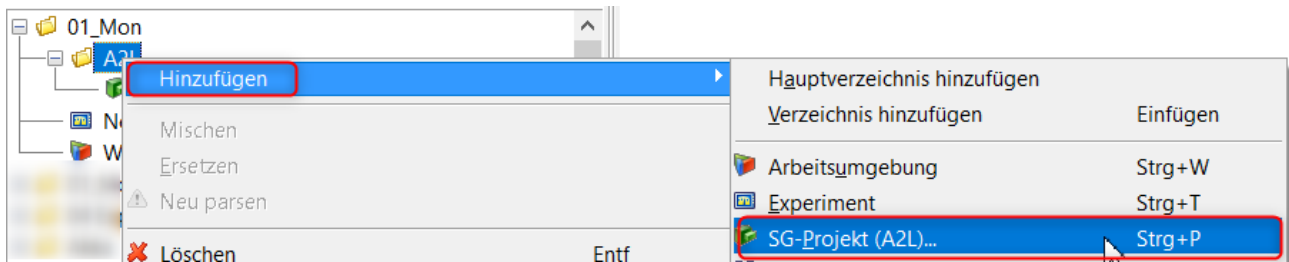 01_Mon
A2L
Hinzufügen
Mischen
Ersetzen
Neu parsen
Löschen Entf
Hauptverzeichnis hinzufügen
Verzeichnis hinzufügen Einfügen
Arbeitsumgebung Strg+W
Experiment Strg+T
SG-Projekt (A2L)... Strg+P